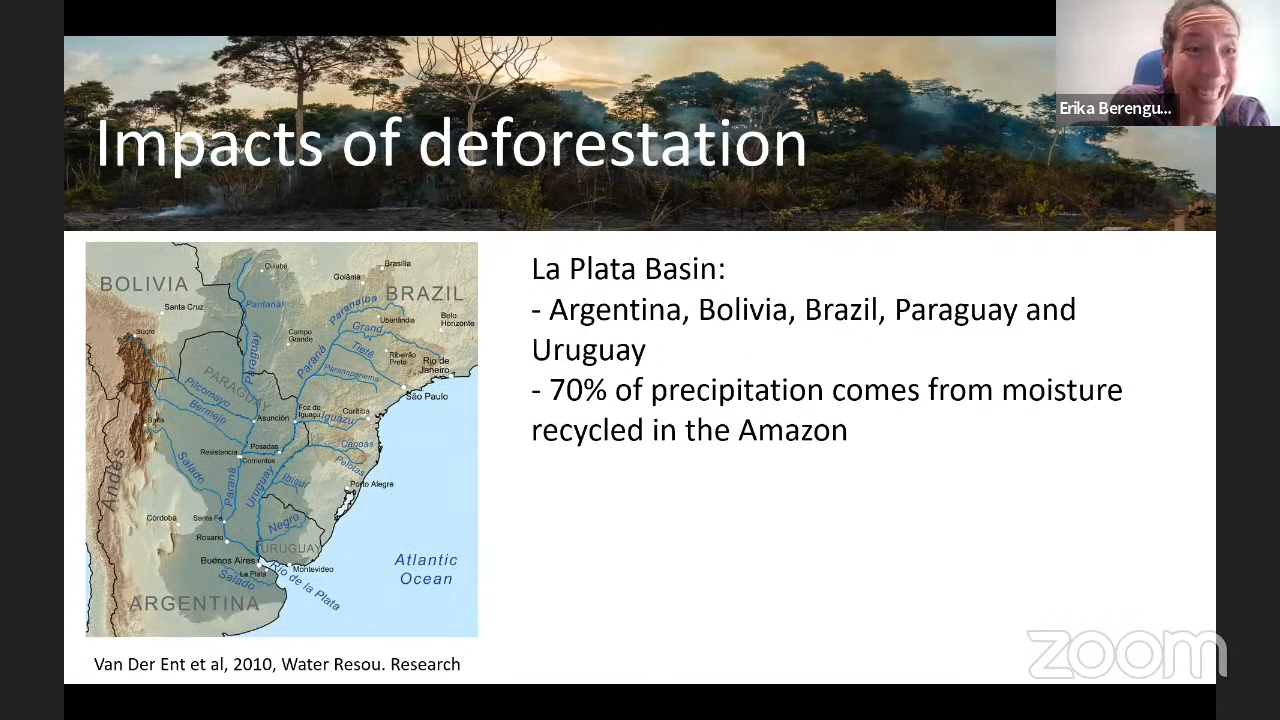 Erika Berengu...
Impacts of deforestation
La Plata Basin:
- Argentina, Bolivia, Brazil, Paraguay and
Uruguay
- 70% of precipitation comes from moisture
recycled in the Amazon
BOLIVIA
BRAZIL
Cuiabá
Brasília
Goiânia
Santa Cruz
Pantanal
Paranaíba
Uberlândia
Belo
Horizonte
Sucre
Campo
Grande
Grand
Tietê
Ribeirão
Preto
Rio de
Janeiro
Paraguay
Paraná
Paranapanema
PARAGUAY
Pilcomayo
São Paulo
Bermejo
Salta
Asunción
Foz do
Iguaçu
Iguazu
Curitiba
Posadas
Canoas
Resistencia
Corrientes
Pelotas
Andes
Salado
Paraná
Uruguay
Ibicuí
Porto Alegre
Córdoba
Santa Fe
Negro
Rosario
URUGUAY
Buenos Aires
Montevideo
La Plata
Salado
Río de la Plata
Atlantic
Ocean
ARGENTINA
Van Der Ent et al, 2010, Water Resou. Research
zoom